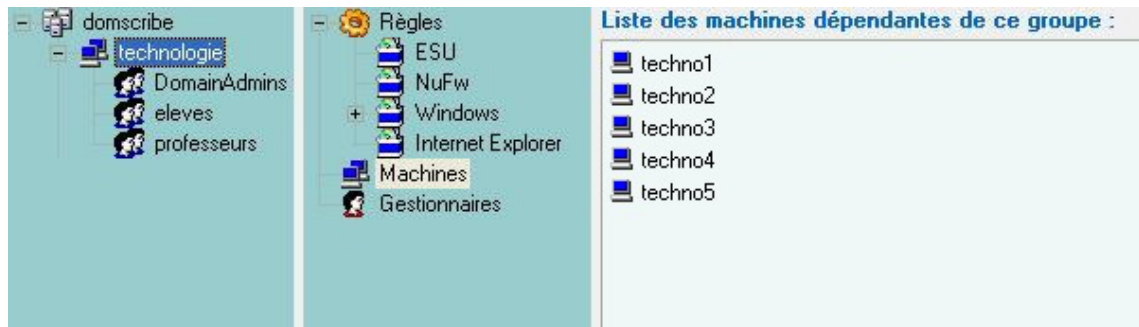 domscribe
technologie
DomainAdmins
eleves
professeurs
Règles
ESU
NuFw
Windows
Internet Explorer
Machines
Gestionnaires
Liste des machines dépendantes de ce groupe :
techno1
techno2
techno3
techno4
techno5